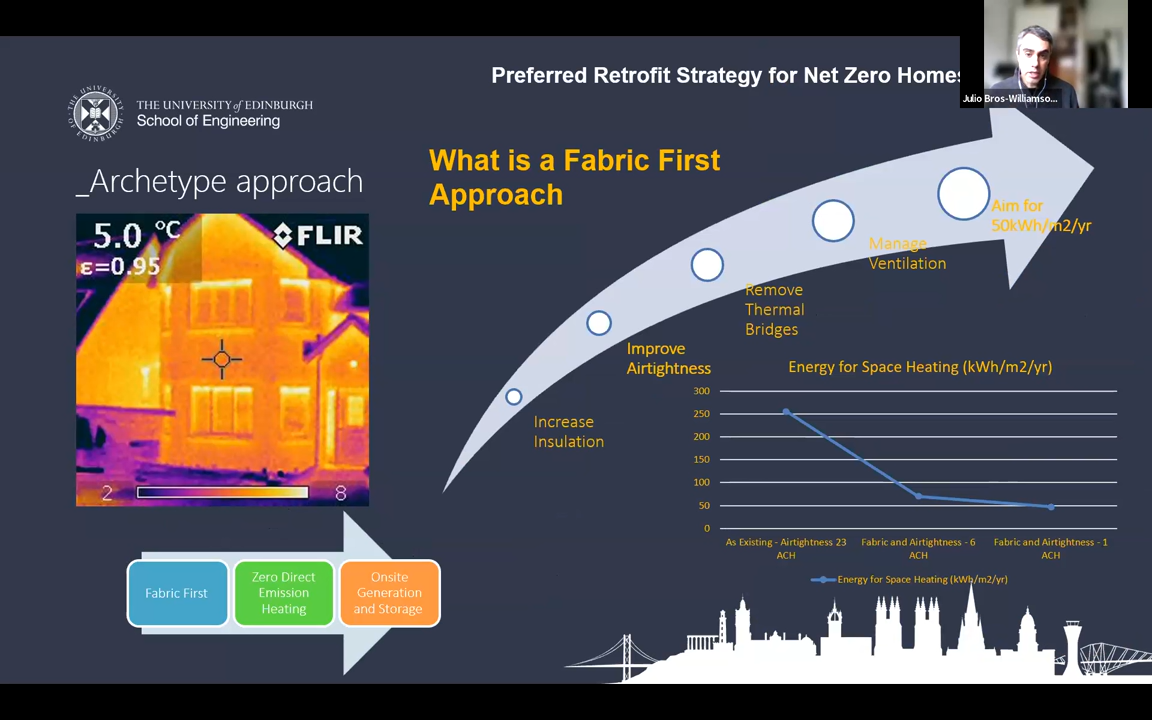 Preferred Retrofit Strategy for Net Zero Homes
Julio Bros-Williamso...
THE UNIVERSITY of EDINBURGH
School of Engineering
_Archetype approach
What is a Fabric First
Approach
5.0 °C
FLIR
ε=0.95
2
8
Aim for
50kWh/m2/yr
Manage
Ventilation
Remove
Thermal
Bridges
Improve
Airtightness
Increase
Insulation
Energy for Space Heating (kWh/m2/yr)
300
250
200
150
100
50
0
As Existing - Airtightness 23
ACH
Fabric and Airtightness - 6
ACH
Fabric and Airtightness - 1
ACH
Energy for Space Heating (kWh/m2/yr)
Fabric First
Zero Direct
Emission
Heating
Onsite
Generation
and Storage